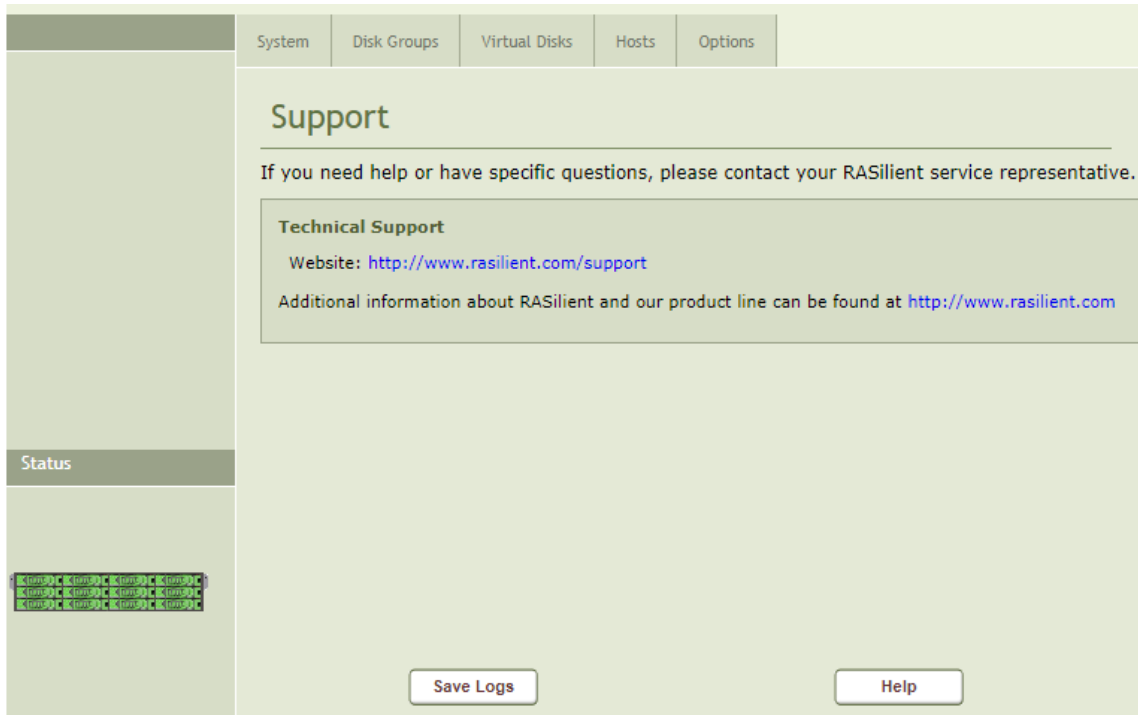 System Disk Groups Virtual Disks Hosts Options
Support
If you need help or have specific questions, please contact your RASilient service representative.
Technical Support
Website: http://www.rasilient.com/support
Additional information about RASilient and our product line can be found at http://www.rasilient.com
Status
Save Logs Help